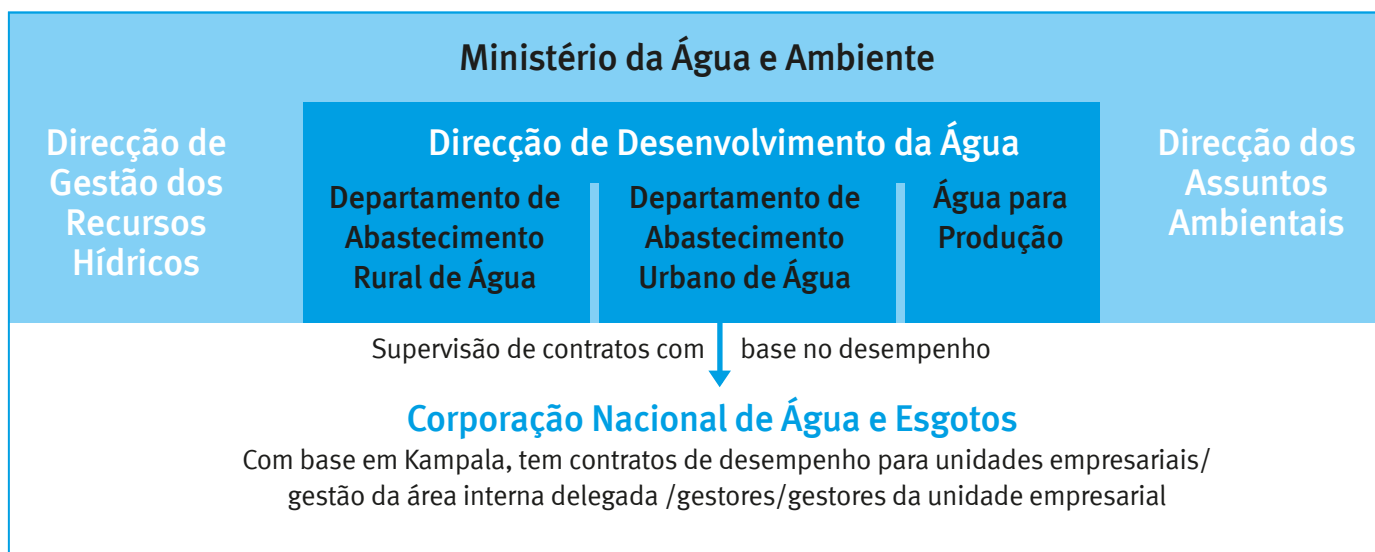 Ministério da Água e Ambiente
Direcção de
Gestão dos
Recursos
Hídricos
Direcção de Desenvolvimento da Água
Departamento de
Abastecimento
Rural de Água
Departamento de
Abastecimento
Urbano de Água
Água para
Produção
Direcção dos
Assuntos
Ambientais
Supervisão de contratos com base no desempenho
Corporação Nacional de Água e Esgotos
Com base em Kampala, tem contratos de desempenho para unidades empresariais/
gestão da área interna delegada /gestores/gestores da unidade empresarial